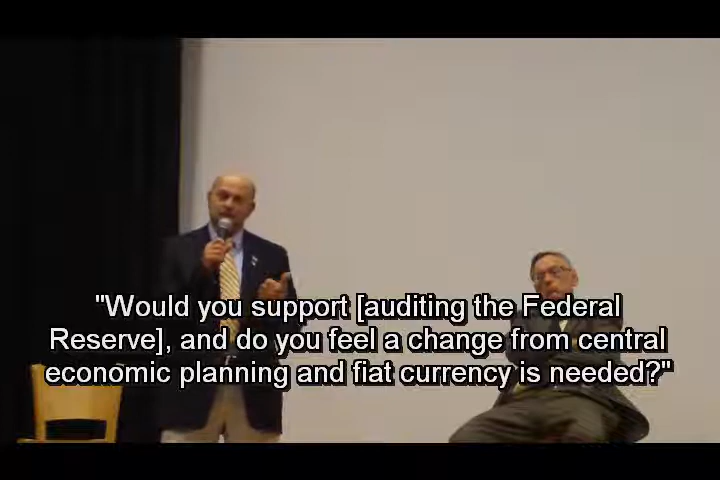 "Would you support [auditing the Federal
Reserve], and do you feel a change from central
economic planning and fiat currency is needed?"